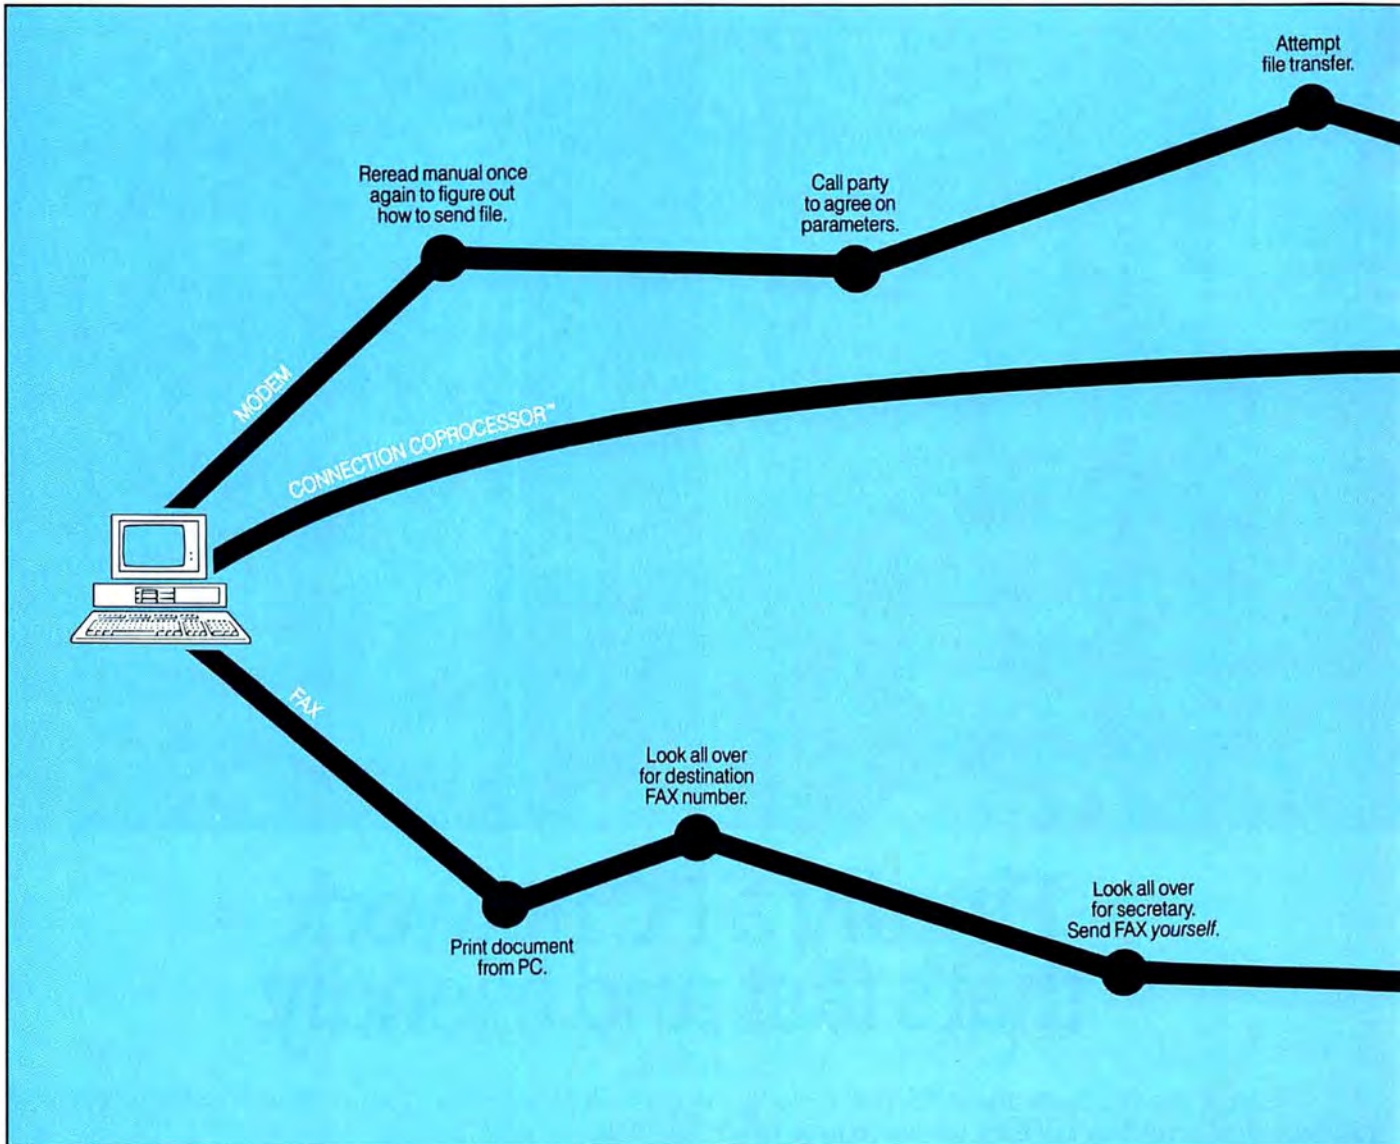 Attempt
file transfer.
Reread manual once
again to figure out
how to send file.
Call party
to agree on
parameters.
MODEM
CONNECTION COPROCESSOR™
FAX
Look all over
for destination
FAX number.
Print document
from PC.
Look all over
for secretary.
Send FAX yourself.